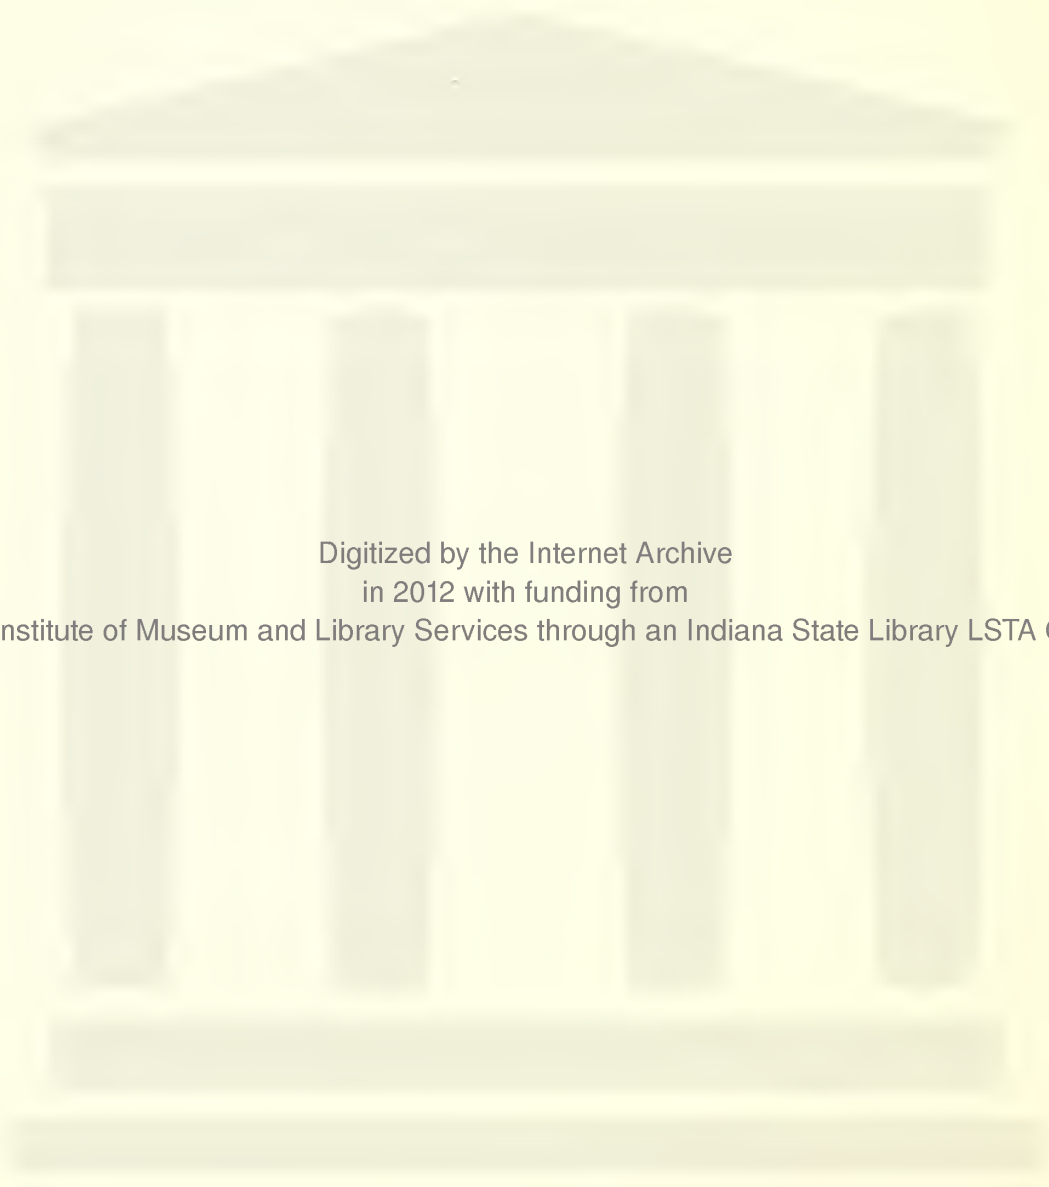 Digitized by the Internet Archive
in 2012 with funding from
nstitute of Museum and Library Services through an Indiana State Library LSTA